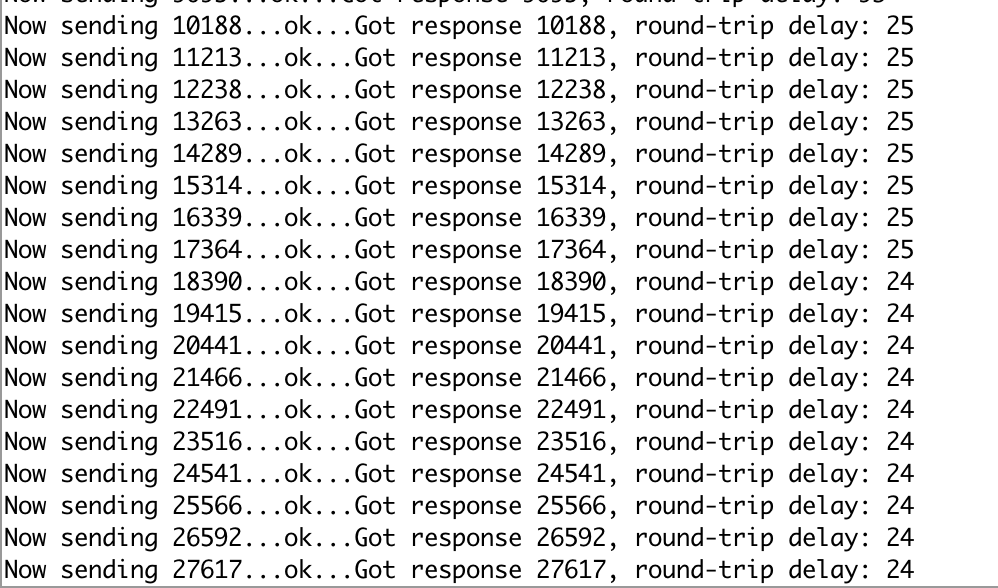 Now sending 10188...ok...Got response 10188, round-trip delay: 25
Now sending 11213...ok...Got response 11213, round-trip delay: 25
Now sending 12238...ok...Got response 12238, round-trip delay: 25
Now sending 13263...ok...Got response 13263, round-trip delay: 25
Now sending 14289...ok...Got response 14289, round-trip delay: 25
Now sending 15314...ok...Got response 15314, round-trip delay: 25
Now sending 16339...ok...Got response 16339, round-trip delay: 25
Now sending 17364...ok...Got response 17364, round-trip delay: 25
Now sending 18390...ok...Got response 18390, round-trip delay: 24
Now sending 19415...ok...Got response 19415, round-trip delay: 24
Now sending 20441...ok...Got response 20441, round-trip delay: 24
Now sending 21466...ok...Got response 21466, round-trip delay: 24
Now sending 22491...ok...Got response 22491, round-trip delay: 24
Now sending 23516...ok...Got response 23516, round-trip delay: 24
Now sending 24541...ok...Got response 24541, round-trip delay: 24
Now sending 25566...ok...Got response 25566, round-trip delay: 24
Now sending 26592...ok...Got response 26592, round-trip delay: 24
Now sending 27617...ok...Got response 27617, round-trip delay: 24